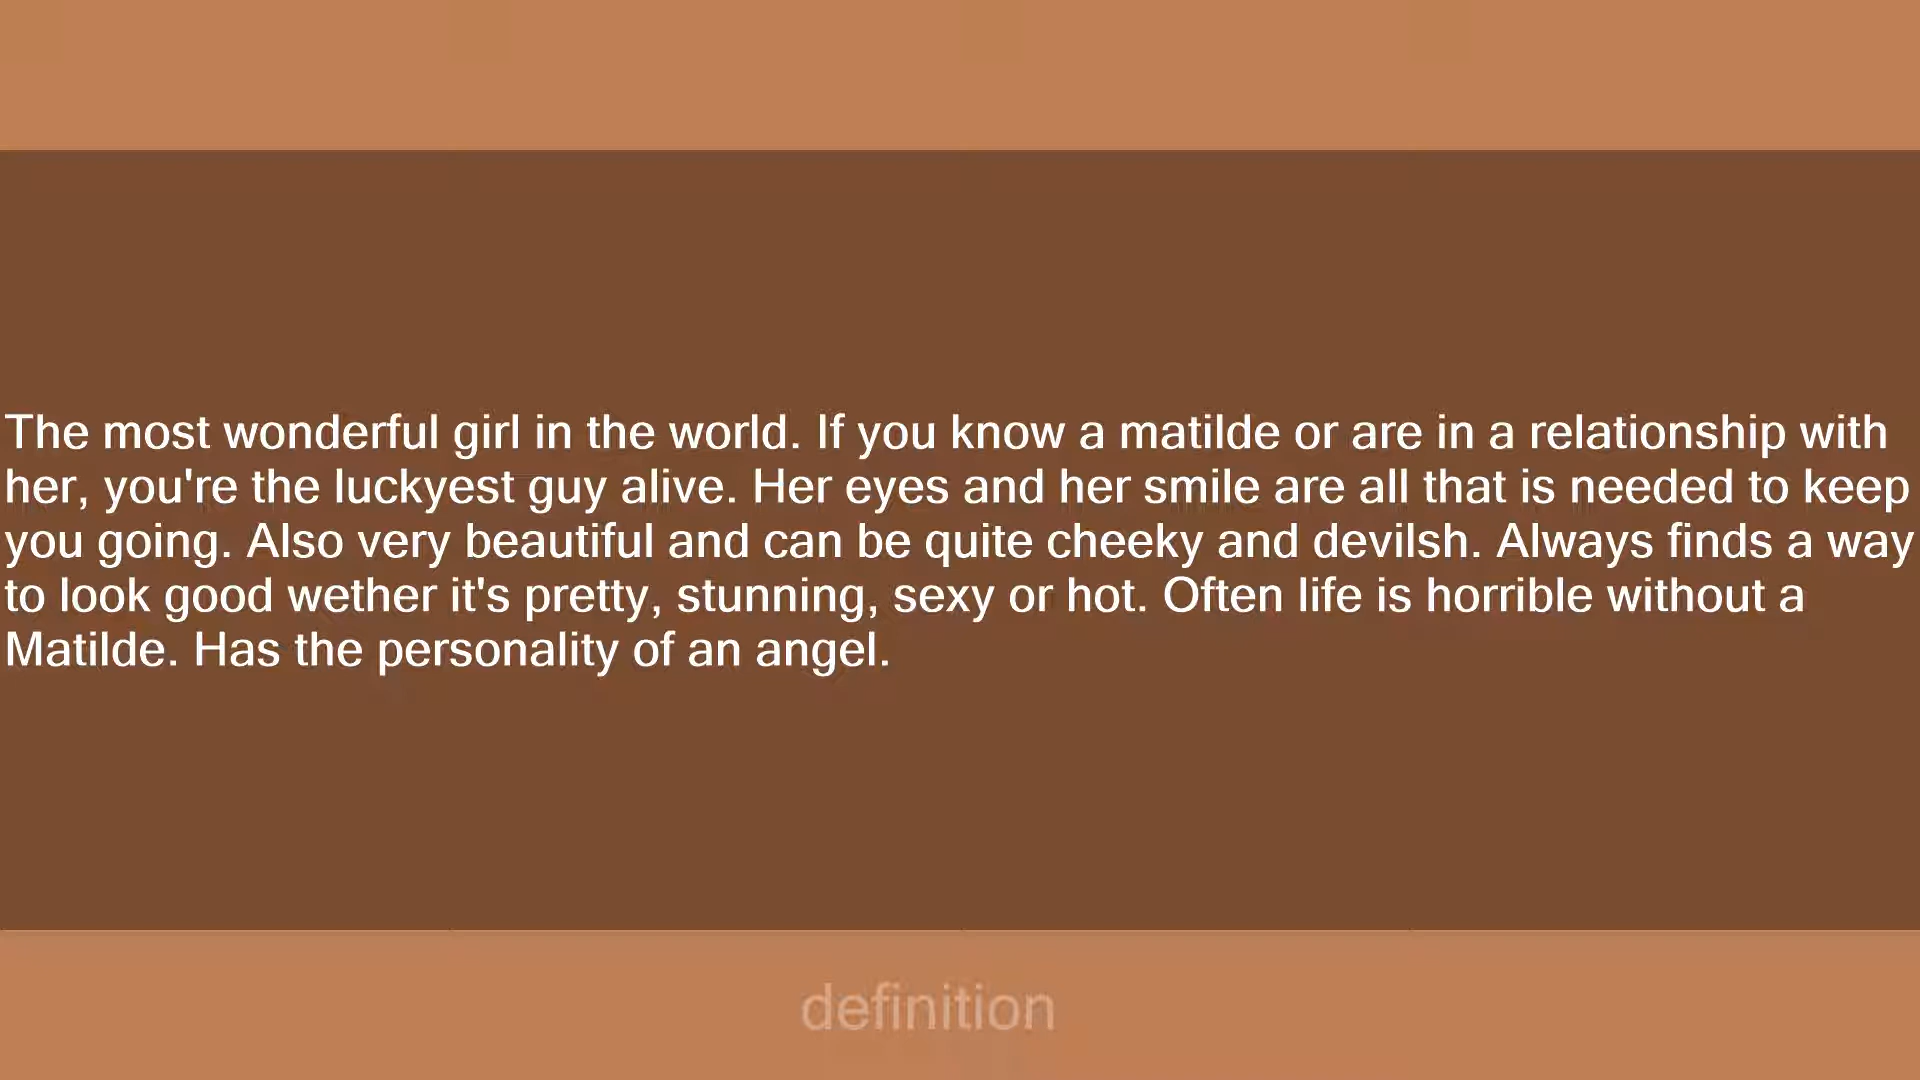 The most wonderful girl in the world. If you know a matilde or are in a relationship with
her, you're the luckyest guy alive. Her eyes and her smile are all that is needed to keep
you going. Also very beautiful and can be quite cheeky and devilsh. Always finds a way
to look good wether it's pretty, stunning, sexy or hot. Often life is horrible without a
Matilde. Has the personality of an angel.
definition